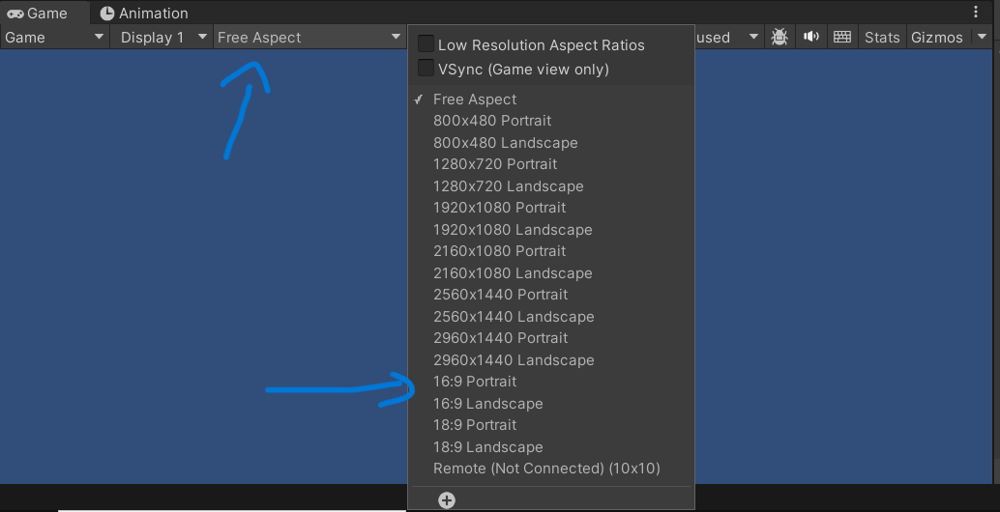 Game Animation
Game Display 1 Free Aspect used Stats Gizmos
Low Resolution Aspect Ratios
VSync (Game view only)
Free Aspect
800x480 Portrait
800x480 Landscape
1280x720 Portrait
1280x720 Landscape
1920x1080 Portrait
1920x1080 Landscape
2160x1080 Portrait
2160x1080 Landscape
2560x1440 Portrait
2560x1440 Landscape
2960x1440 Portrait
2960x1440 Landscape
16:9 Portrait
16:9 Landscape
18:9 Portrait
18:9 Landscape
Remote (Not Connected) (10x10)